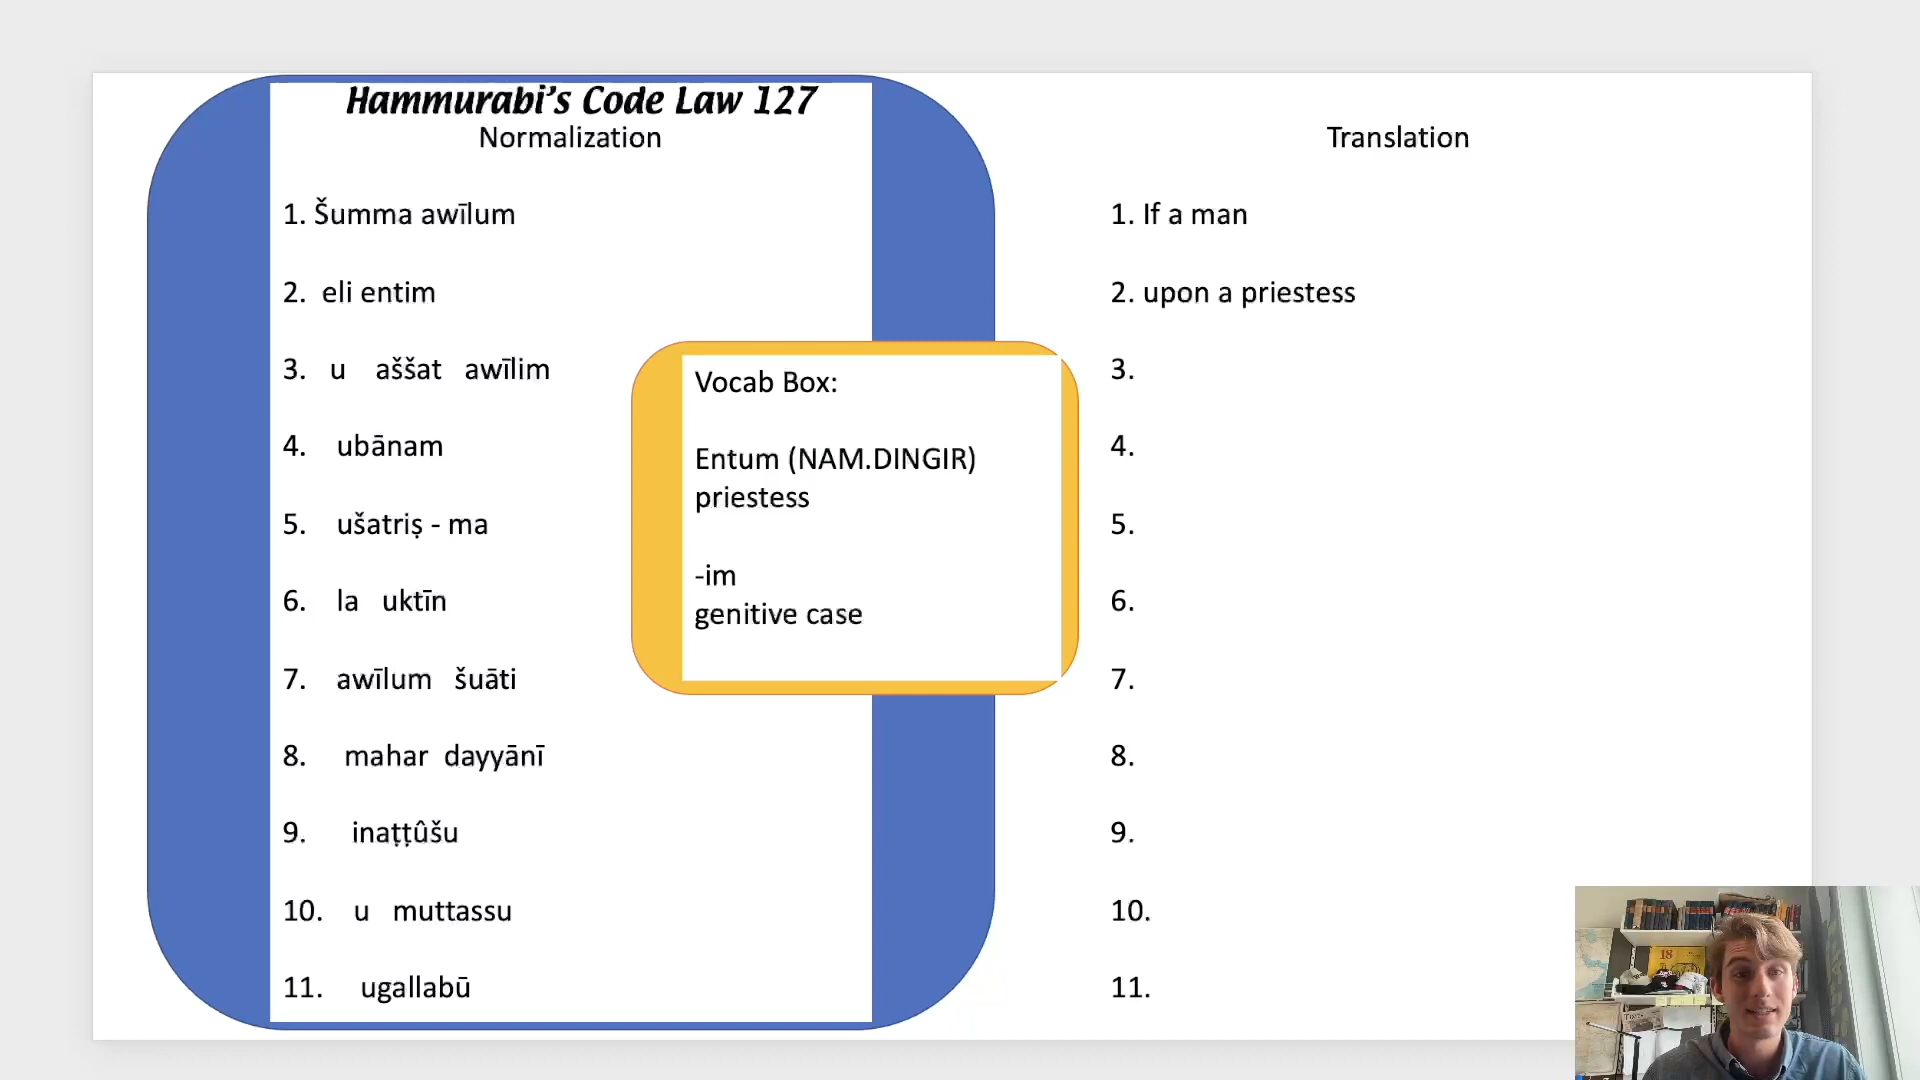 Hammurabi's Code Law 127
Normalization
1. Šumma awīlum
2. eli entim
3. u aššat awīlim
4. ubānam
5. ušatriṣ - ma
6. la uktīn
7. awīlum šuāti
8. mahar dayyānī
9. inaṭṭûšu
10. u muttassu
11. ugallabū
Vocab Box:
Entum (NAM.DINGIR)
priestess
-im
genitive case
Translation
1. If a man
2. upon a priestess
3.
4.
5.
6.
7.
8.
9.
10.
11.
18